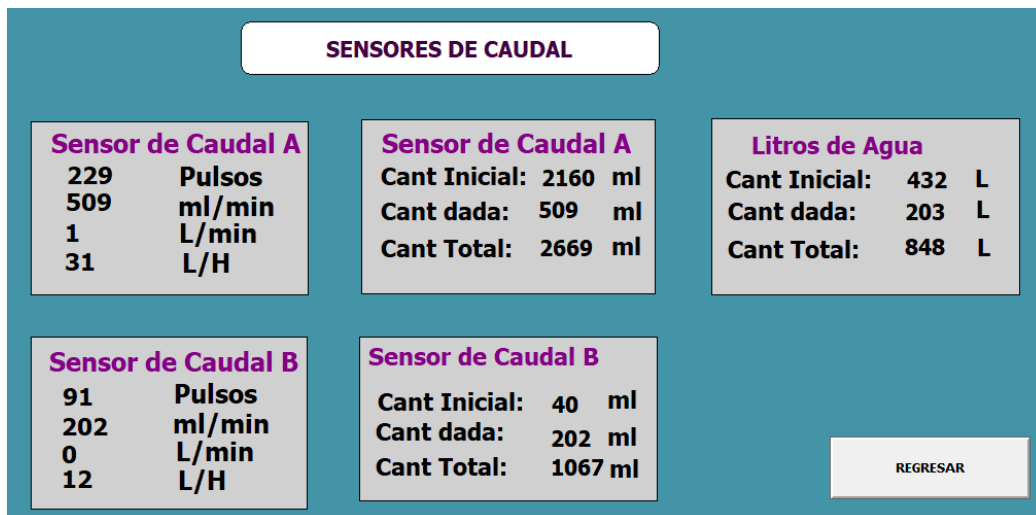 SENSORES DE CAUDAL
Sensor de Caudal A
229 Pulsos
509 ml/min
1 L/min
31 L/H
Sensor de Caudal A
Cant Inicial: 2160 ml
Cant dada: 509 ml
Cant Total: 2669 ml
Litros de Agua
Cant Inicial: 432 L
Cant dada: 203 L
Cant Total: 848 L
Sensor de Caudal B
91 Pulsos
202 ml/min
0 L/min
12 L/H
Sensor de Caudal B
Cant Inicial: 40 ml
Cant dada: 202 ml
Cant Total: 1067 ml
REGRESAR